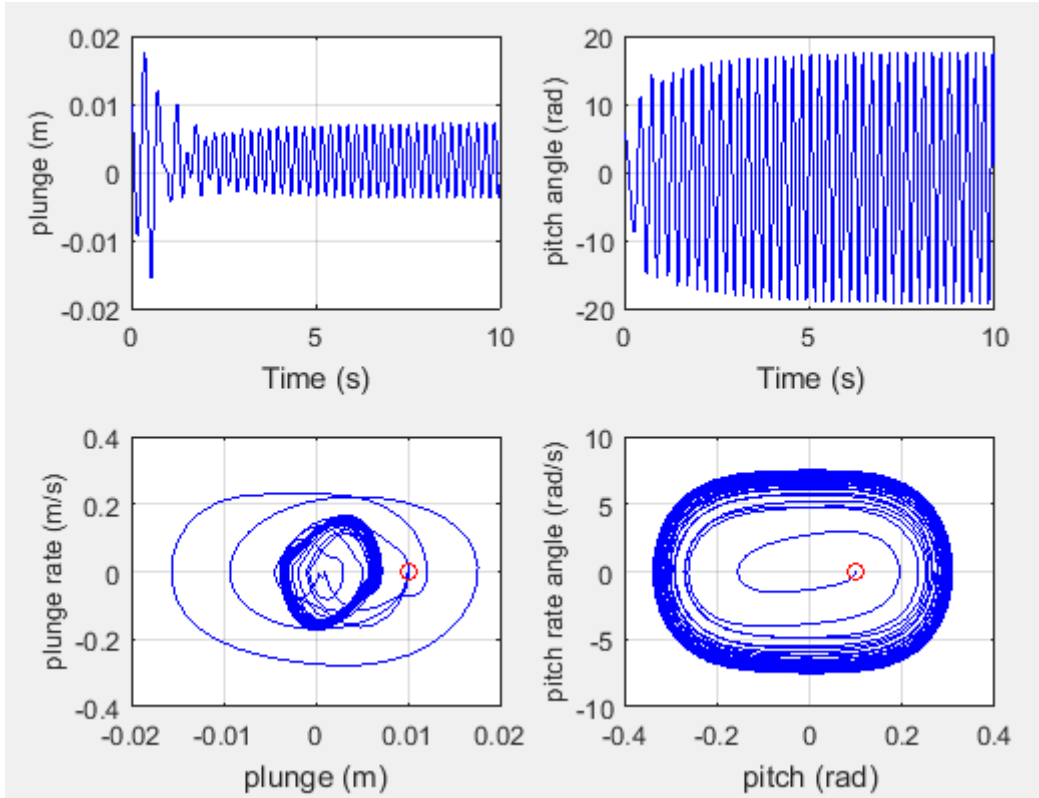 0.02
0.01
0
-0.01
-0.02
plunge (m)
0 5 10
Time (s)
20
10
0
-10
-20
pitch angle (rad)
0 5 10
Time (s)
0.4
0.2
0
-0.2
-0.4
plunge rate (m/s)
-0.02 -0.01 0 0.01 0.02
plunge (m)
10
5
0
-5
-10
pitch rate angle (rad/s)
-0.4 -0.2 0 0.2 0.4
pitch (rad)